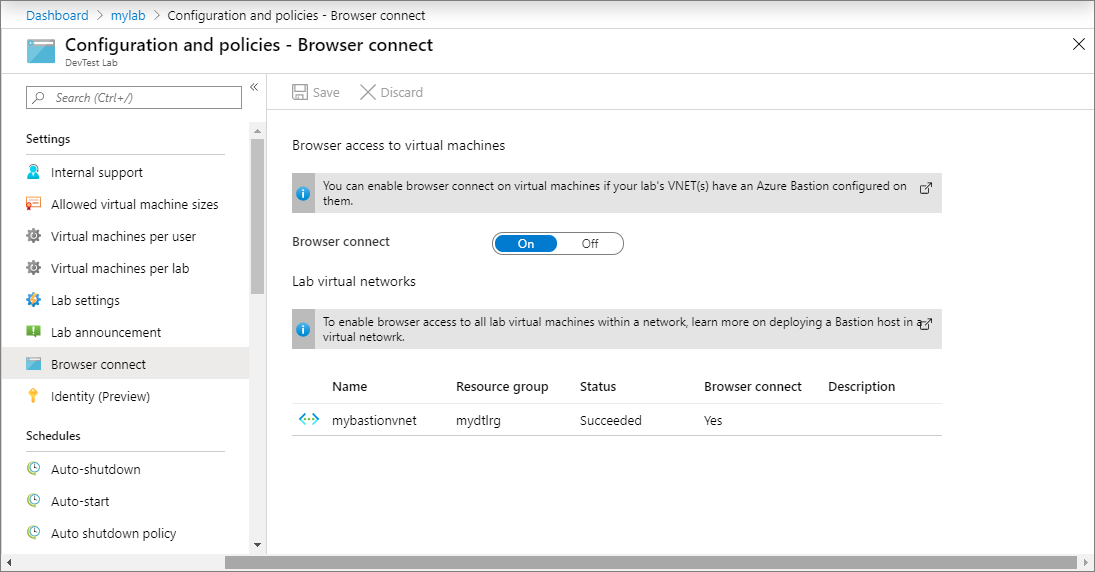 Dashboard > mylab > Configuration and policies - Browser connect
Configuration and policies - Browser connect
DevTest Lab
Search (Ctrl+/)
Settings
Internal support
Allowed virtual machine sizes
Virtual machines per user
Virtual machines per lab
Lab settings
Lab announcement
Browser connect
Identity (Preview)
Schedules
Auto-shutdown
Auto-start
Auto shutdown policy
Save Discard
Browser access to virtual machines
You can enable browser connect on virtual machines if your lab's VNET(s) have an Azure Bastion configured on
them.
Browser connect On Off
Lab virtual networks
To enable browser access to all lab virtual machines within a network, learn more on deploying a Bastion host in a
virtual netowrk.
Name Resource group Status Browser connect Description
mybastionvnet mydtlrg Succeeded Yes